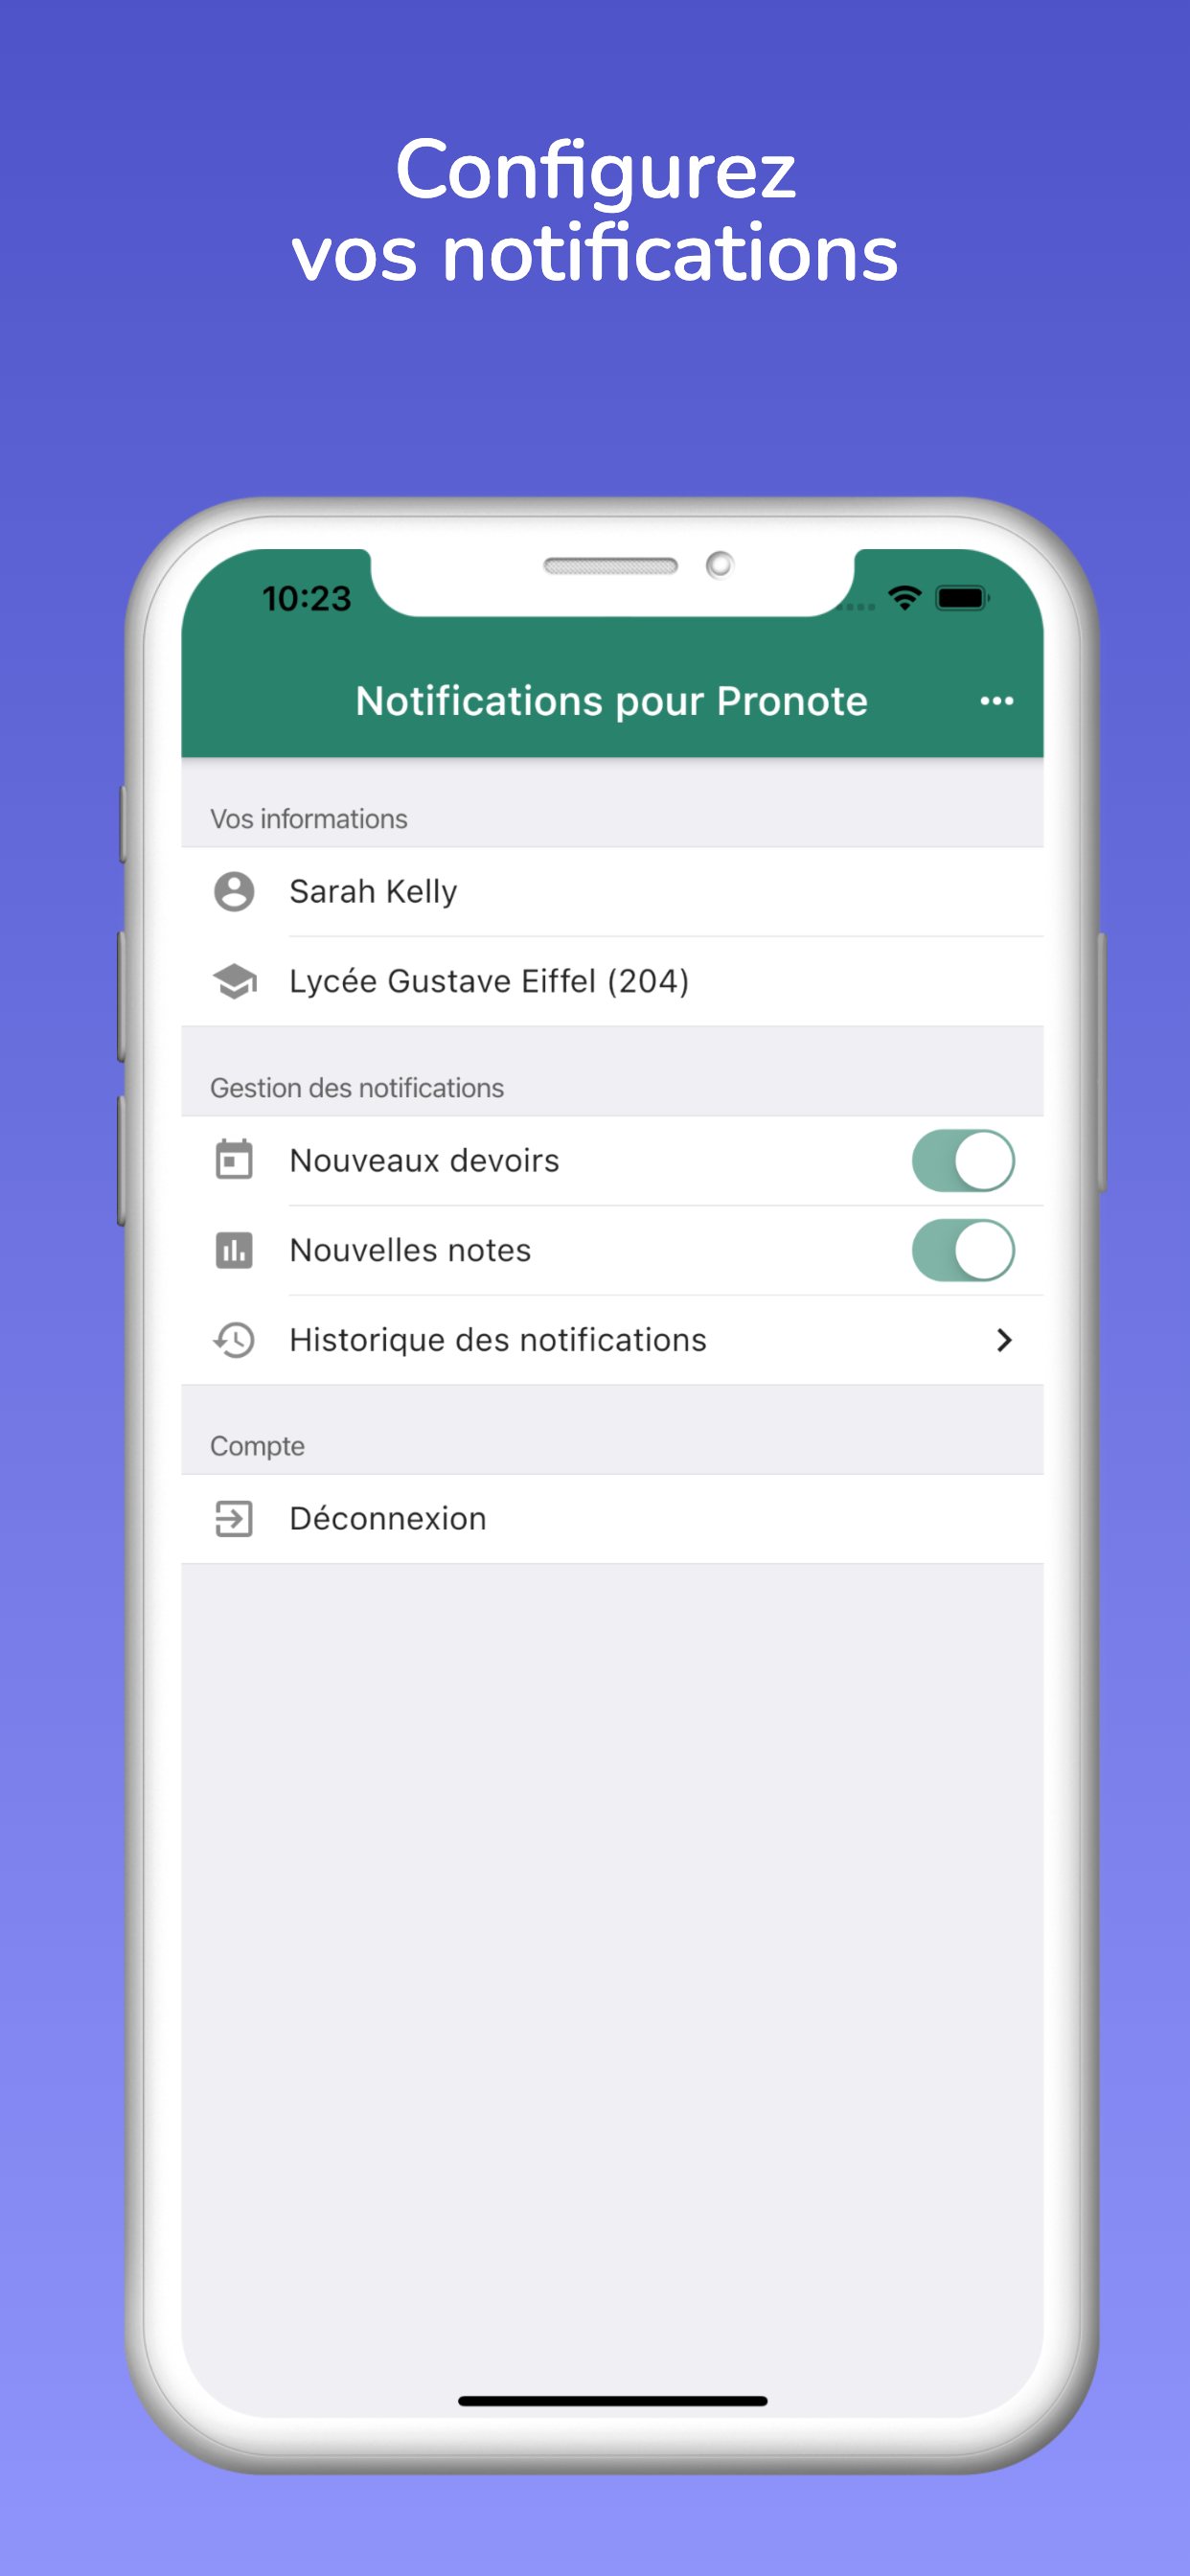 Configurez
vos notifications
10:23
Notifications pour Pronote
Vos informations
Sarah Kelly
Lycée Gustave Eiffel (204)
Gestion des notifications
Nouveaux devoirs
Nouvelles notes
Historique des notifications
Compte
Déconnexion